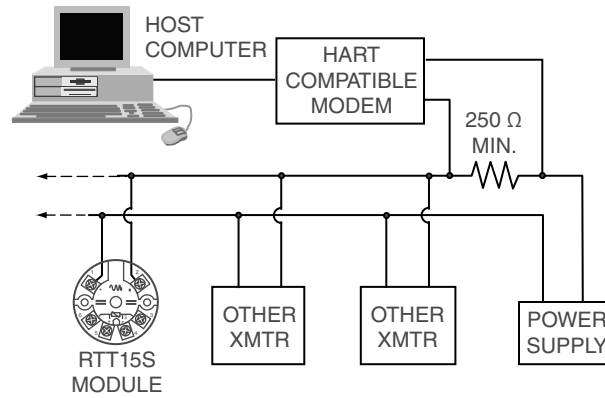 HOST
COMPUTER
HART
COMPATIBLE
MODEM
250 Ω
MIN.
OTHER
XMTR
OTHER
XMTR
POWER
SUPPLY
RTT15S
MODULE